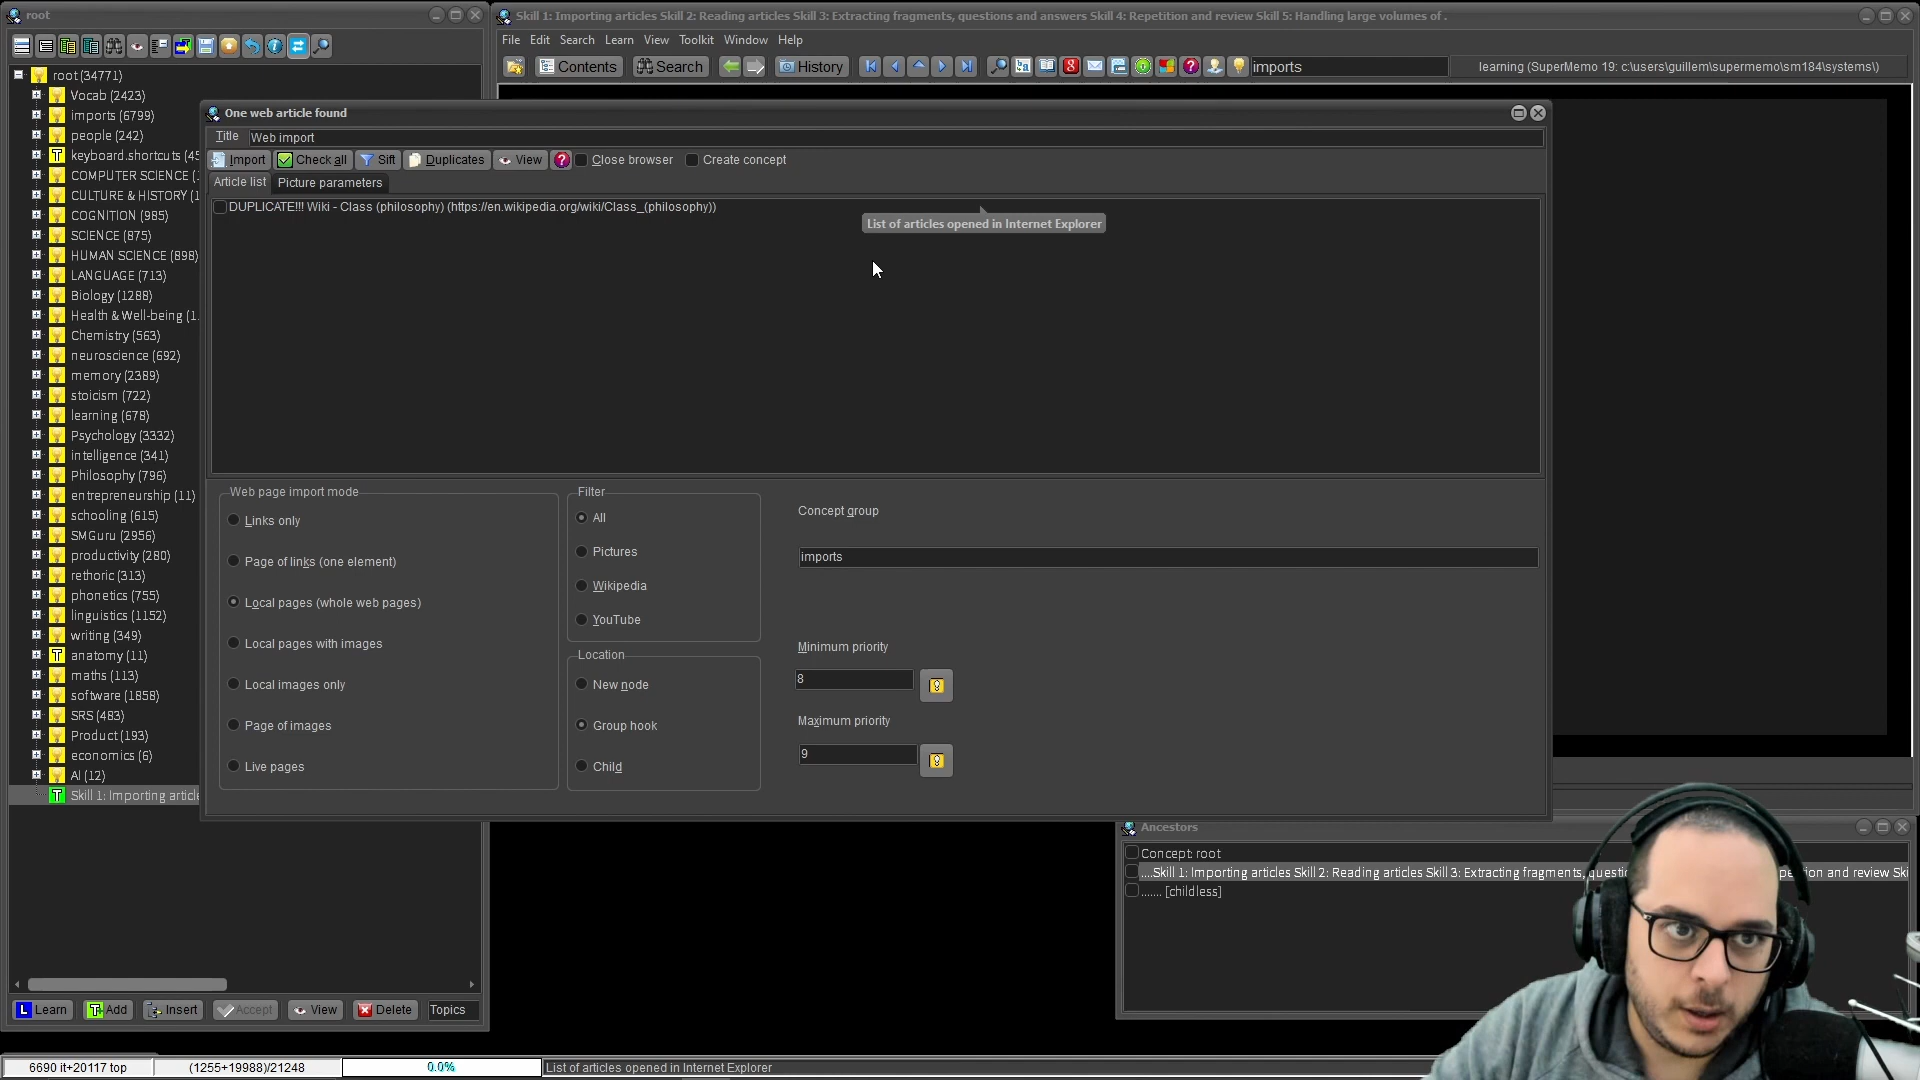 root
Skill 1: Importing articles Skill 2: Reading articles Skill 3: Extracting fragments, questions and answers Skill 4: Repetition and review Skill 5: Handling large volumes of .
File Edit Search Learn View Toolkit Window Help
Contents Search History imports learning (SuperMemo 19: c:\users\guillem\supermemo\sm184\systems\)
root (34771)
Vocab (2423)
imports (6799)
people (242)
keyboard.shortcuts (45
COMPUTER SCIENCE (
CULTURE & HISTORY (1
COGNITION (985)
SCIENCE (875)
HUMAN SCIENCE (898)
LANGUAGE (713)
Biology (1288)
Health & Well-being (1.
Chemistry (563)
neuroscience (692)
memory (2389)
stoicism (722)
learning (678)
Psychology (3332)
intelligence (341)
Philosophy (796)
entrepreneurship (11)
schooling (615)
SMGuru (2956)
productivity (280)
rethoric (313)
phonetics (755)
linguistics (1152)
writing (349)
anatomy (11)
maths (113)
software (1858)
SRS (483)
Product (193)
economics (6)
AI (12)
Skill 1: Importing article
One web article found
Title Web import
Import Check all Sift Duplicates View Close browser Create concept
Article list Picture parameters
DUPLICATE!!! Wiki - Class (philosophy) (https://en.wikipedia.org/wiki/Class_(philosophy))
List of articles opened in Internet Explorer
Web page import mode
Links only
Page of links (one element)
Local pages (whole web pages)
Local pages with images
Local images only
Page of images
Live pages
Filter
All
Pictures
Wikipedia
YouTube
Location
New node
Group hook
Child
Concept group
imports
Minimum priority
8
Maximum priority
9
Ancestors
Concept: root
....Skill 1: Importing articles Skill 2: Reading articles Skill 3: Extracting fragments, questi
and review Ski
....... [childless]
Learn Add Insert Accept View Delete Topics
6690 it+20117 top (1255+19988)/21248 0.0% List of articles opened in Internet Explorer